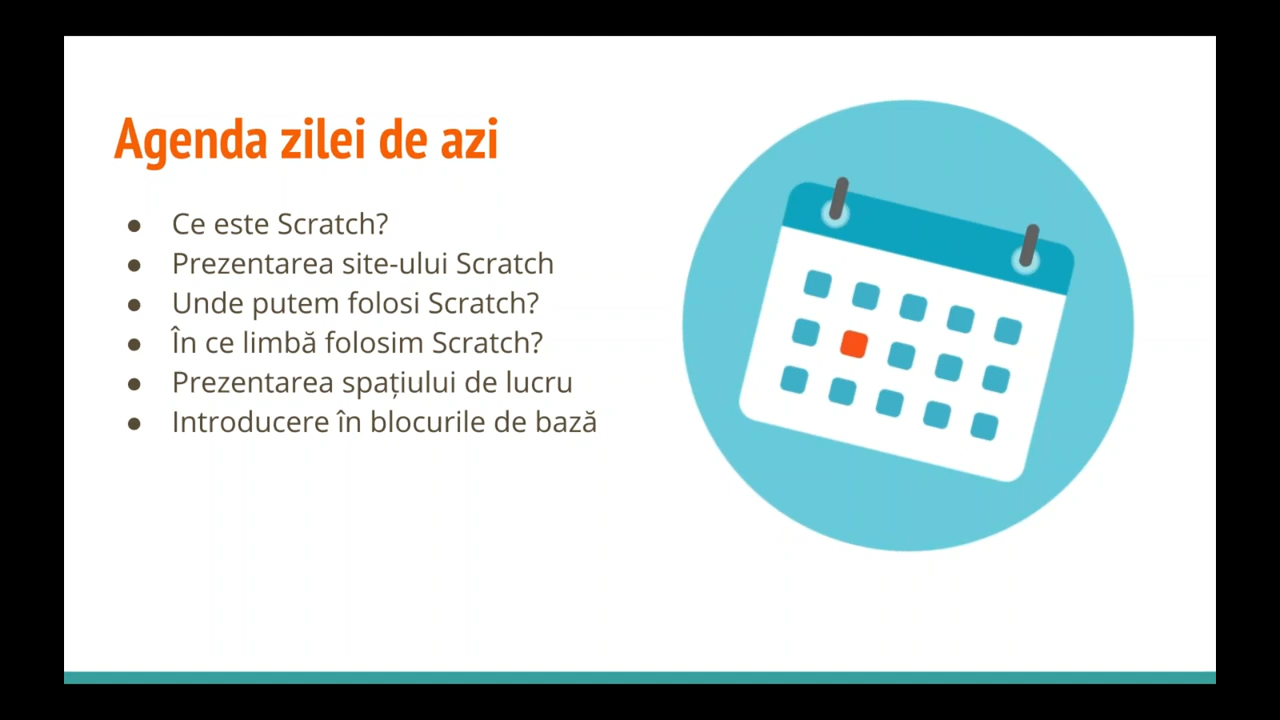 Agenda zilei de azi
● Ce este Scratch?
● Prezentarea site-ului Scratch
● Unde putem folosi Scratch?
● În ce limbă folosim Scratch?
● Prezentarea spațiului de lucru
● Introducere în blocurile de bază